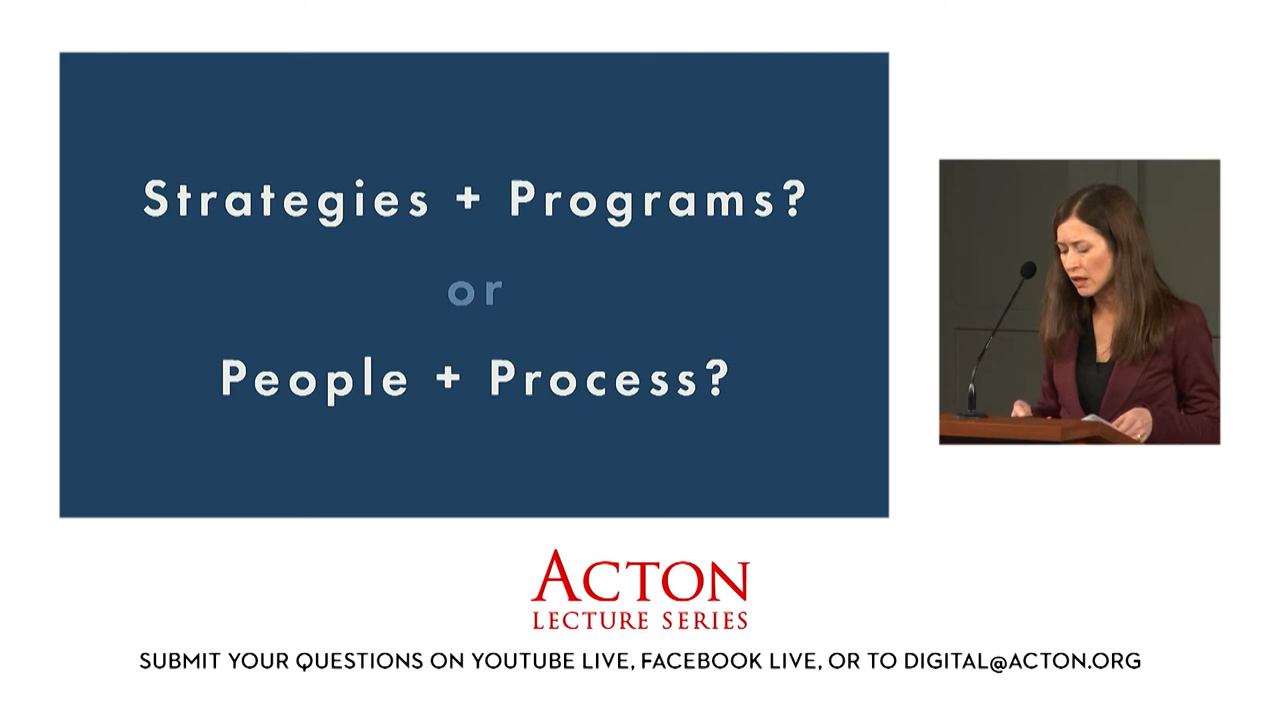 Strategies + Programs?
or
People + Process?
ACTON
LECTURE SERIES
SUBMIT YOUR QUESTIONS ON YOUTUBE LIVE, FACEBOOK LIVE, OR TO DIGITAL@ACTON.ORG